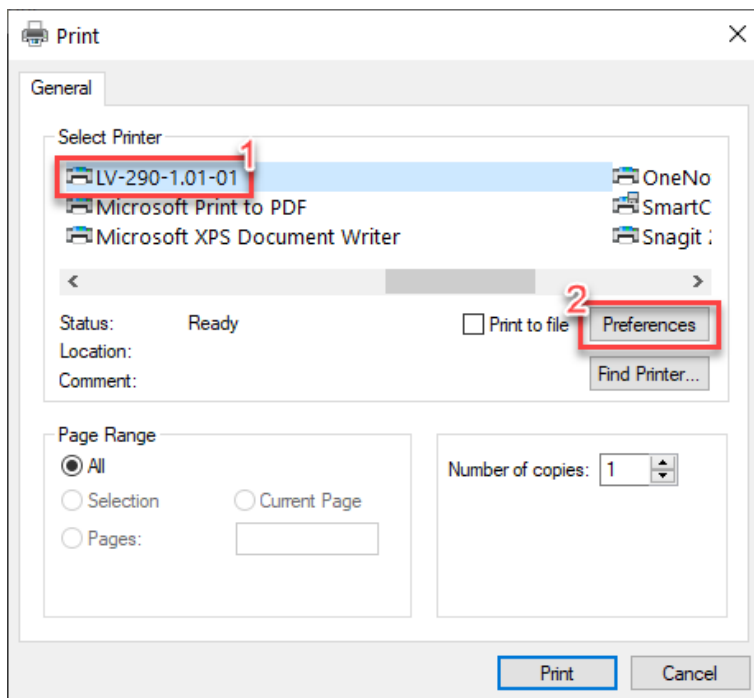 Print
General
Select Printer
1
LV-290-1.01-01
OneNo
Microsoft Print to PDF
SmartC
Microsoft XPS Document Writer
Snagit
2
Status: Ready
Print to file
Preferences
Location:
Comment:
Find Printer...
Page Range
All
Number of copies: 1
Selection
Current Page
Pages:
Print
Cancel